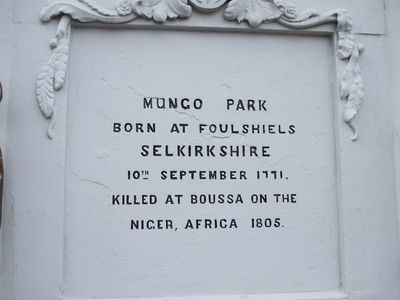 MUNGO PARK
BORN AT FOULSHIELS
SELKIRKSHIRE
10TH SEPTEMBER 1771.
KILLED AT BOUSSA ON THE
NIGER, AFRICA 1805.